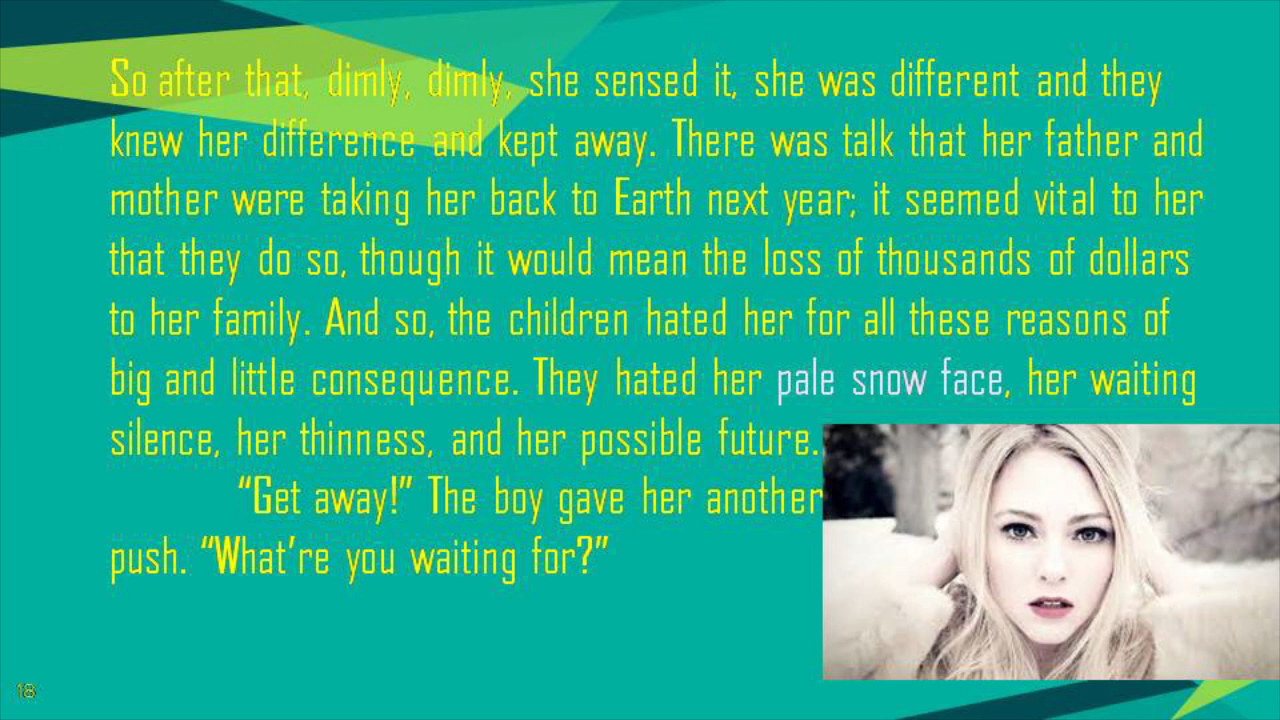 So after that, dimly, dimly, she sensed it, she was different and they
knew her difference and kept away. There was talk that her father and
mother were taking her back to Earth next year; it seemed vital to her
that they do so, though it would mean the loss of thousands of dollars
to her family. And so, the children hated her for all these reasons of
big and little consequence. They hated her pale snow face, her waiting
silence, her thinness, and her possible future.
“Get away!” The boy gave her another
push. “What’re you waiting for?”
18